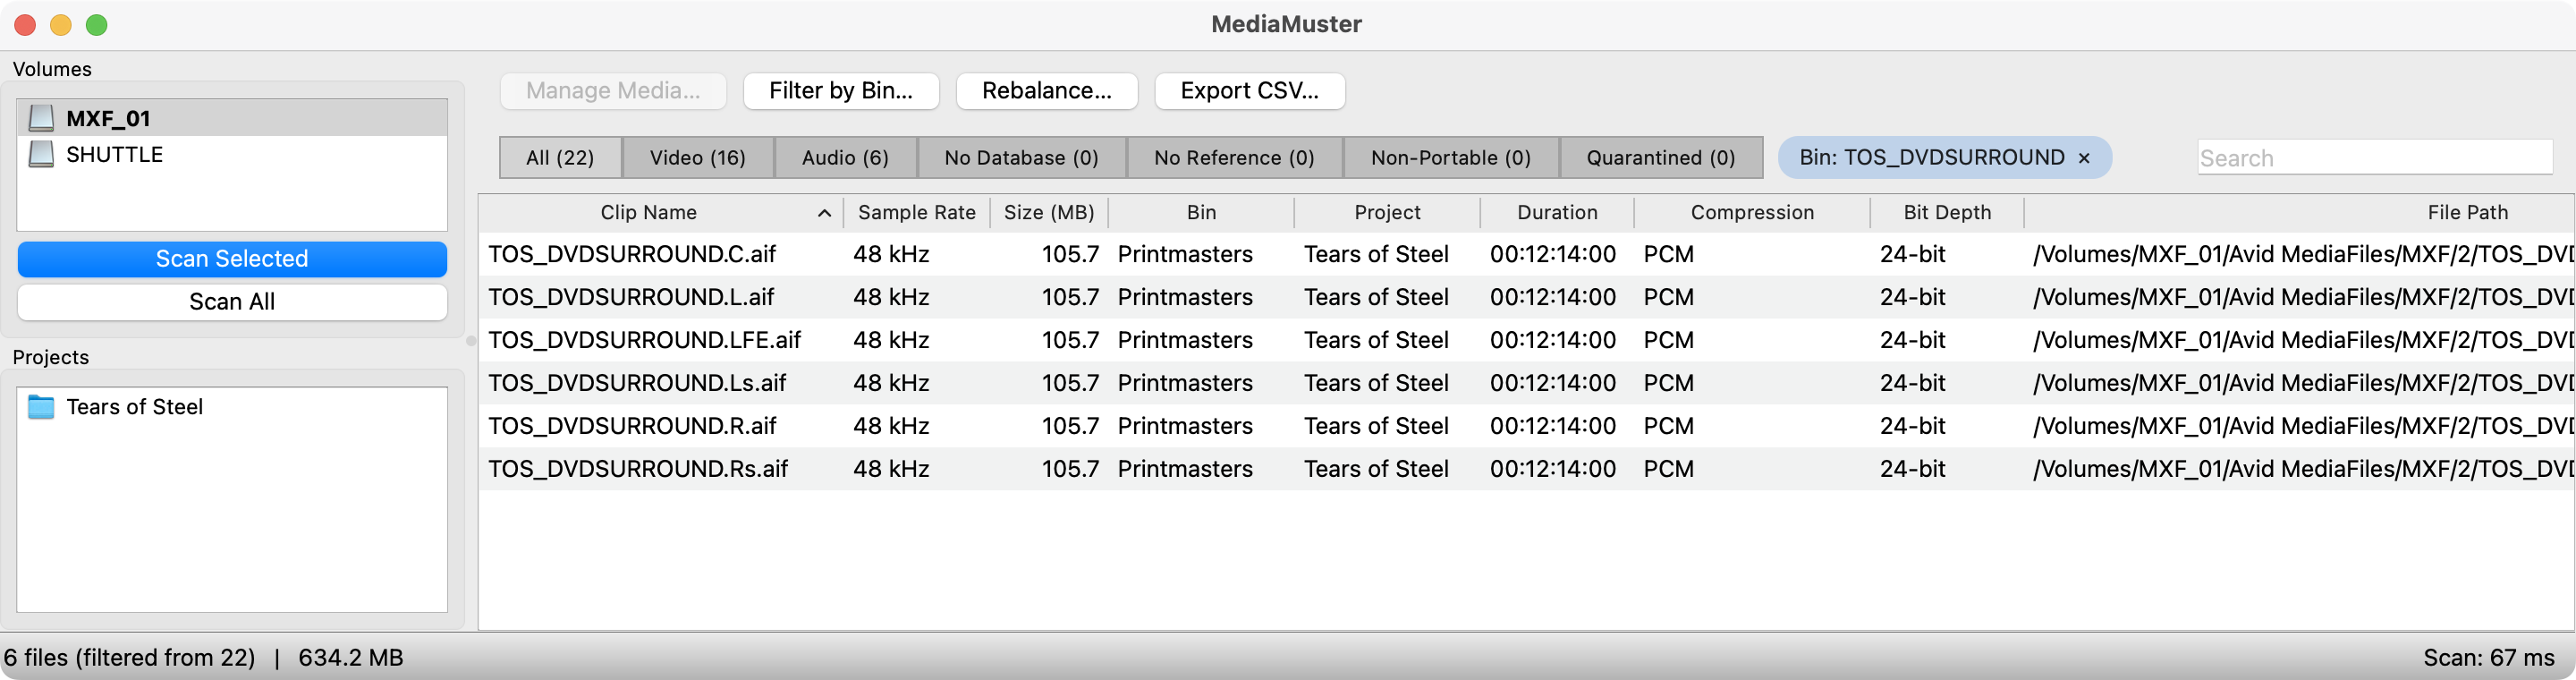 MediaMuster
Volumes
MXF_01
SHUTTLE
Scan Selected
Scan All
Projects
Tears of Steel
Manage Media... Filter by Bin... Rebalance... Export CSV...
All (22) Video (16) Audio (6) No Database (0) No Reference (0) Non-Portable (0) Quarantined (0) Bin: TOS_DVDSURROUND × Search
Clip Name Sample Rate Size (MB) Bin Project Duration Compression Bit Depth File Path
TOS_DVDSURROUND.C.aif 48 kHz 105.7 Printmasters Tears of Steel 00:12:14:00 PCM 24-bit /Volumes/MXF_01/Avid MediaFiles/MXF/2/TOS_DVD
TOS_DVDSURROUND.L.aif 48 kHz 105.7 Printmasters Tears of Steel 00:12:14:00 PCM 24-bit /Volumes/MXF_01/Avid MediaFiles/MXF/2/TOS_DVD
TOS_DVDSURROUND.LFE.aif 48 kHz 105.7 Printmasters Tears of Steel 00:12:14:00 PCM 24-bit /Volumes/MXF_01/Avid MediaFiles/MXF/2/TOS_DVD
TOS_DVDSURROUND.Ls.aif 48 kHz 105.7 Printmasters Tears of Steel 00:12:14:00 PCM 24-bit /Volumes/MXF_01/Avid MediaFiles/MXF/2/TOS_DVD
TOS_DVDSURROUND.R.aif 48 kHz 105.7 Printmasters Tears of Steel 00:12:14:00 PCM 24-bit /Volumes/MXF_01/Avid MediaFiles/MXF/2/TOS_DVD
TOS_DVDSURROUND.Rs.aif 48 kHz 105.7 Printmasters Tears of Steel 00:12:14:00 PCM 24-bit /Volumes/MXF_01/Avid MediaFiles/MXF/2/TOS_DVD
6 files (filtered from 22) | 634.2 MB
Scan: 67 ms